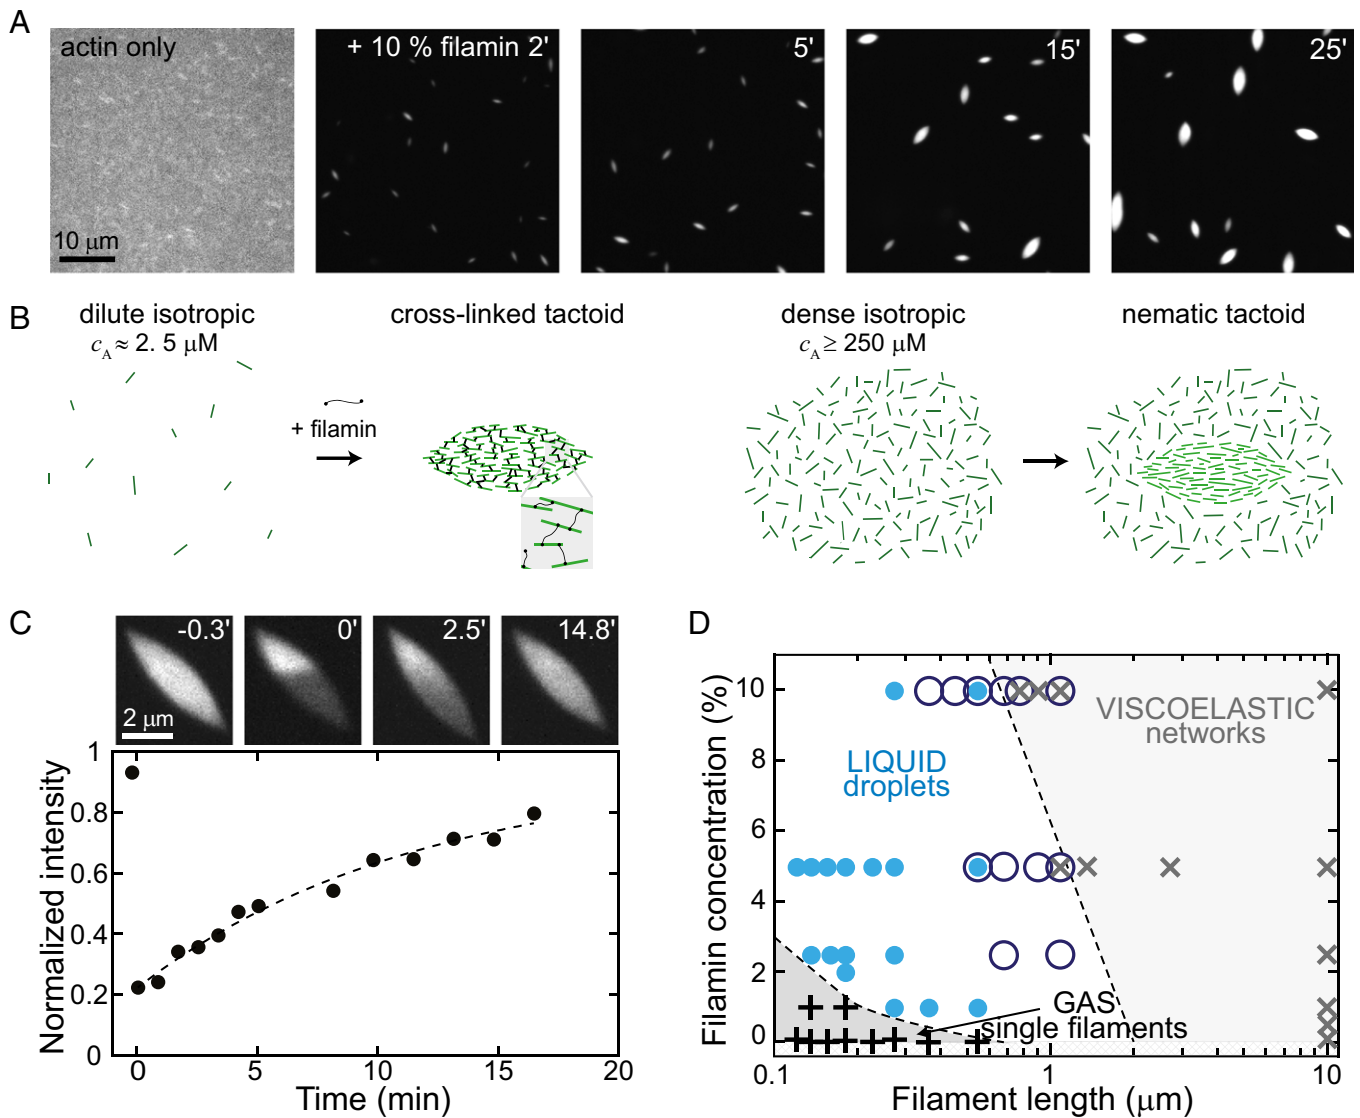 A
actin only
10 μm
+ 10 % filamin 2'
5'
15'
25'
B
dilute isotropic
cA ≈ 2. 5 μM
+ filamin
cross-linked tactoid
dense isotropic
cA ≥ 250 μM
nematic tactoid
C
-0.3'
0'
2.5'
14.8'
2 μm
Normalized intensity
1
0.8
0.6
0.4
0.2
0
0
5
10
15
20
Time (min)
D
Filamin concentration (%)
10
8
6
4
2
0
LIQUID
droplets
VISCOELASTIC
networks
GAS
single filaments
0.1
1
10
Filament length (μm)